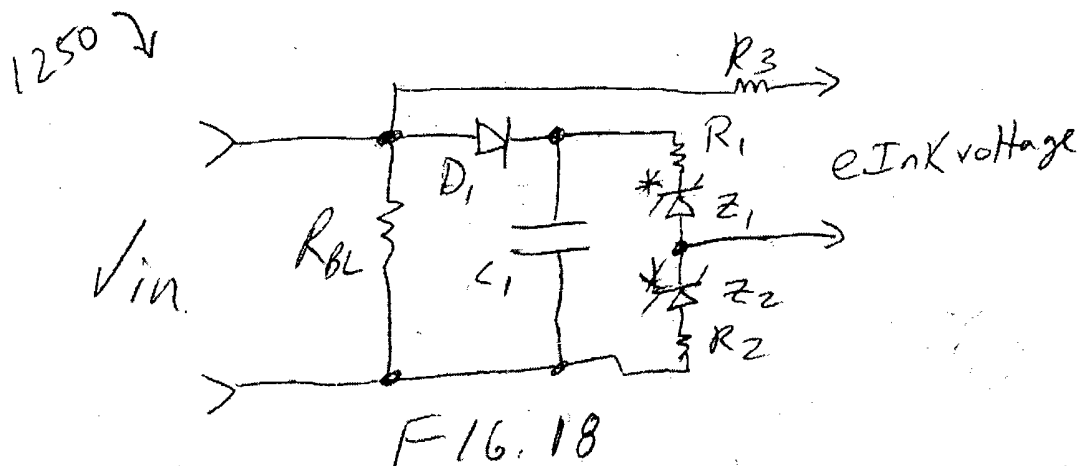 1250
R3
R1
eInk voltage
D1
* Z1
RBL
Vin
C1
* Z2
R2
FIG. 18